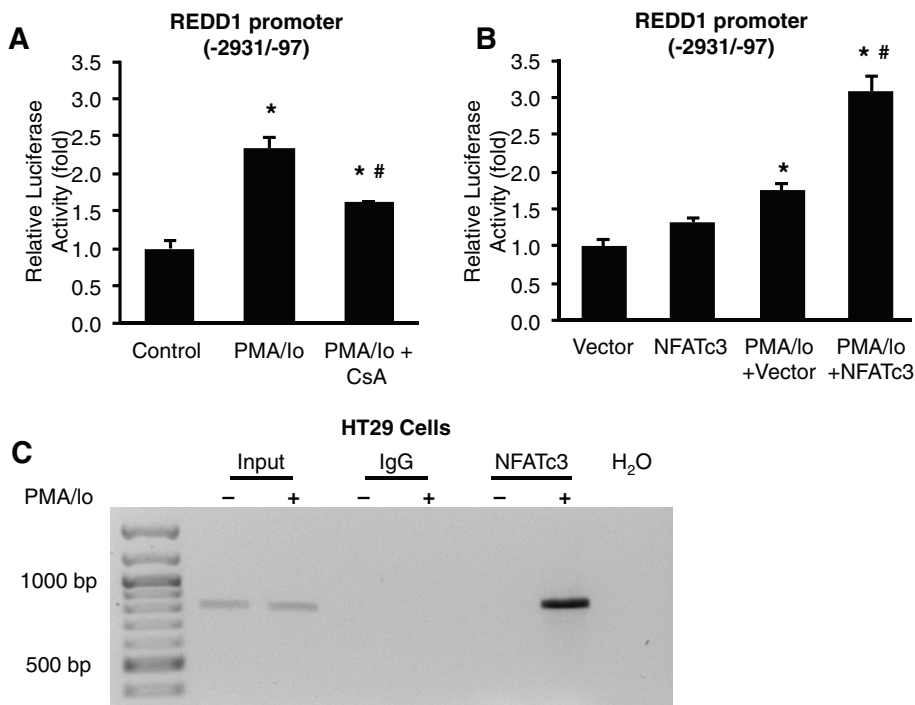 A
REDD1 promoter
(-2931/-97)
Relative Luciferase
Activity (fold)
3.5
3.0
2.5
2.0
1.5
1.0
0.5
0.0
*
* #
Control
PMA/Io
PMA/Io +
CsA
B
REDD1 promoter
(-2931/-97)
Relative Luciferase
Activity (fold)
3.5
3.0
2.5
2.0
1.5
1.0
0.5
0.0
*
* #
Vector
NFATc3
PMA/Io
+Vector
PMA/Io
+NFATc3
C
HT29 Cells
Input IgG NFATc3 H₂O
PMA/Io – + – + – +
1000 bp
500 bp